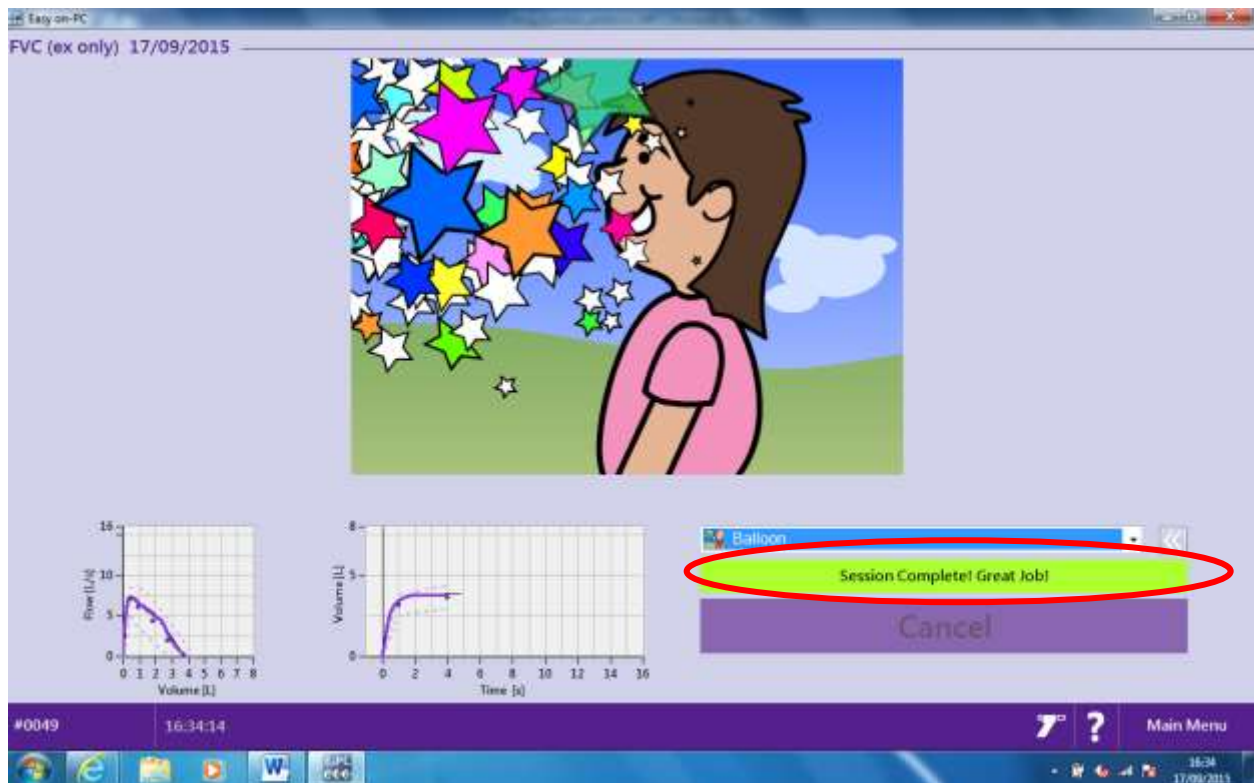 Easy on-PC
FVC (ex only) 17/09/2015
16
10
5
0
Flow [L/s]
0 1 2 3 4 5 6 7 8
Volume [L]
8
5
0
Volume [L]
0 2 4 6 8 10 12 14 16
Time [s]
Balloon
Session Complete! Great Job!
Cancel
#0049
16:34:14
?
Main Menu
W
16:34
17/09/2015